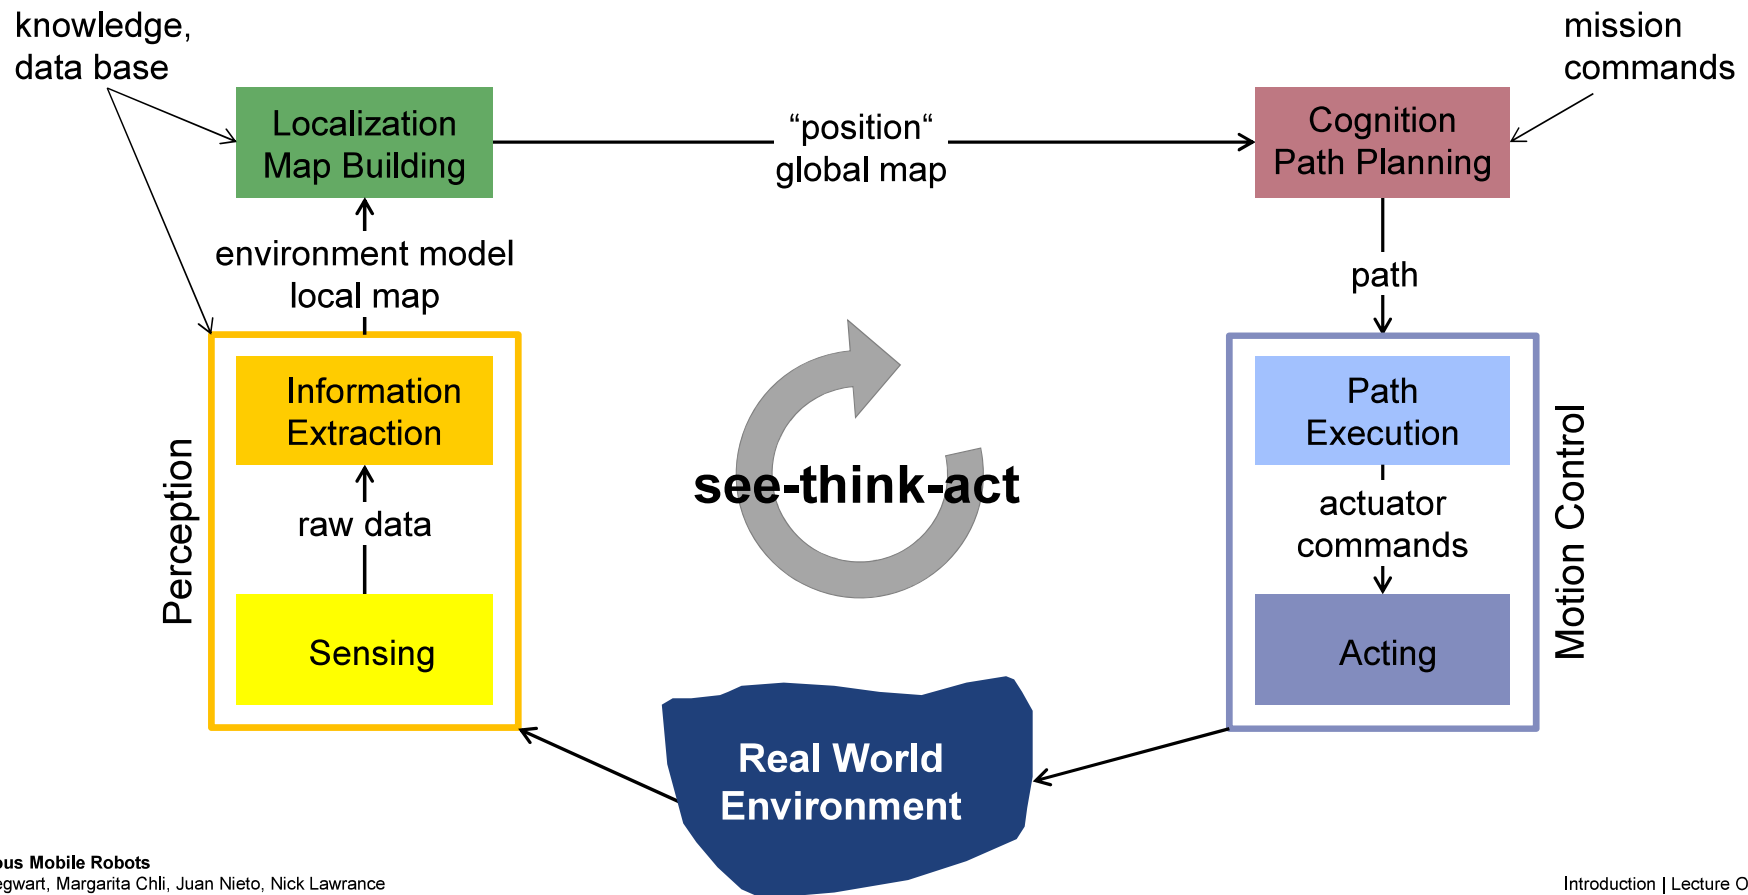 knowledge,
data base
mission
commands
Localization
Map Building
“position“
global map
Cognition
Path Planning
environment model
local map
path
Perception
Information
Extraction
raw data
Sensing
see-think-act
Path
Execution
actuator
commands
Acting
Motion Control
Real World
Environment
ous Mobile Robots
egwart, Margarita Chli, Juan Nieto, Nick Lawrance
Introduction | Lecture O